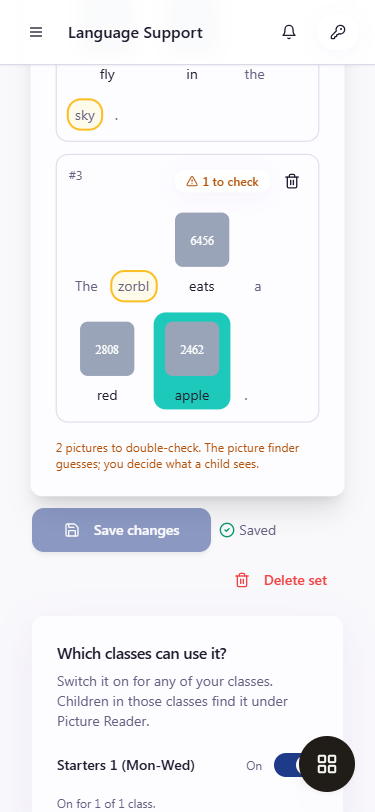 Language Support
fly in the
sky .
#3 1 to check
6456
The zorbl eats a
2808 2462
red apple .
2 pictures to double-check. The picture finder
guesses; you decide what a child sees.
Save changes Saved
Delete set
Which classes can use it?
Switch it on for any of your classes.
Children in those classes find it under
Picture Reader.
Starters 1 (Mon-Wed) On
On for 1 of 1 class.